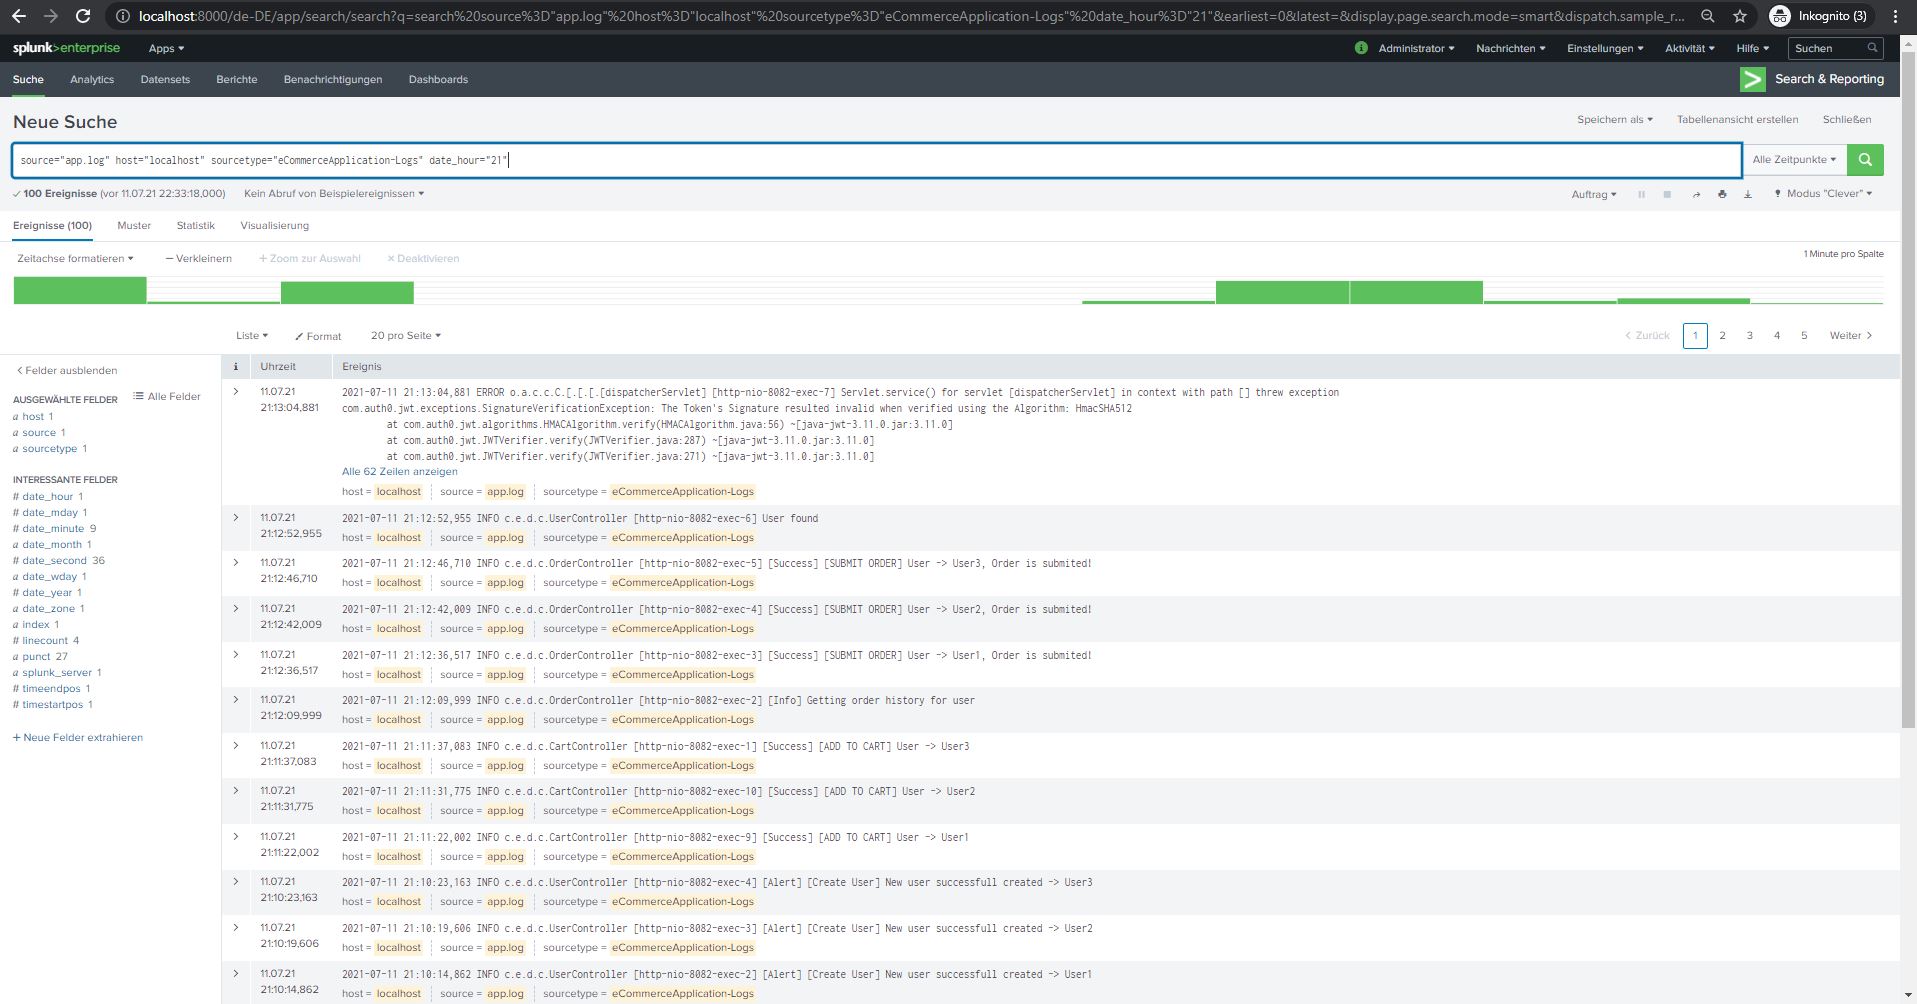 localhost:8000/de-DE/app/search/search?q=search%20source%3D"app.log"%20host%3D"localhost"%20sourcetype%3D"eCommerceApplication-Logs"%20date_hour%3D"21"&earliest=0&latest=&display.page.search.mode=smart&dispatch.sample_r... Inkognito (3)
splunk>enterprise Apps i Administrator Nachrichten Einstellungen Aktivität Hilfe Suchen
Suche Analytics Datensets Berichte Benachrichtigungen Dashboards > Search & Reporting
Neue Suche Speichern als Tabellenansicht erstellen Schließen
source="app.log" host="localhost" sourcetype="eCommerceApplication-Logs" date_hour="21" Alle Zeitpunkte
✓ 100 Ereignisse (vor 11.07.21 22:33:18,000) Kein Abruf von Beispielereignissen Auftrag Modus "Clever"
Ereignisse (100) Muster Statistik Visualisierung
Zeitachse formatieren — Verkleinern + Zoom zur Auswahl × Deaktivieren 1 Minute pro Spalte
Liste Format 20 pro Seite < Zurück 1 2 3 4 5 Weiter >
< Felder ausblenden Alle Felder
AUSGEWÄHLTE FELDER
a host 1
a source 1
a sourcetype 1
INTERESSANTE FELDER
# date_hour 1
# date_mday 1
# date_minute 9
a date_month 1
# date_second 36
a date_wday 1
# date_year 1
a date_zone 1
a index 1
# linecount 4
a punct 27
a splunk_server 1
# timeendpos 1
# timestartpos 1
+ Neue Felder extrahieren
i Uhrzeit Ereignis
> 11.07.21 21:13:04,881
2021-07-11 21:13:04,881 ERROR o.a.c.c.C.[.[.[.[dispatcherServlet] [http-nio-8082-exec-7] Servlet.service() for servlet [dispatcherServlet] in context with path [] threw exception
com.auth0.jwt.exceptions.SignatureVerificationException: The Token's Signature resulted invalid when verified using the Algorithm: HmacSHA512
at com.auth0.jwt.algorithms.HMACAlgorithm.verify(HMACAlgorithm.java:56) ~[java-jwt-3.11.0.jar:3.11.0]
at com.auth0.jwt.JWTVerifier.verify(JWTVerifier.java:287) ~[java-jwt-3.11.0.jar:3.11.0]
at com.auth0.jwt.JWTVerifier.verify(JWTVerifier.java:271) ~[java-jwt-3.11.0.jar:3.11.0]
Alle 62 Zeilen anzeigen
host = localhost source = app.log sourcetype = eCommerceApplication-Logs
> 11.07.21 21:12:52,955
2021-07-11 21:12:52,955 INFO c.e.d.c.UserController [http-nio-8082-exec-6] User found
host = localhost source = app.log sourcetype = eCommerceApplication-Logs
> 11.07.21 21:12:46,710
2021-07-11 21:12:46,710 INFO c.e.d.c.OrderController [http-nio-8082-exec-5] [Success] [SUBMIT ORDER] User -> User3, Order is submited!
host = localhost source = app.log sourcetype = eCommerceApplication-Logs
> 11.07.21 21:12:42,009
2021-07-11 21:12:42,009 INFO c.e.d.c.OrderController [http-nio-8082-exec-4] [Success] [SUBMIT ORDER] User -> User2, Order is submited!
host = localhost source = app.log sourcetype = eCommerceApplication-Logs
> 11.07.21 21:12:36,517
2021-07-11 21:12:36,517 INFO c.e.d.c.OrderController [http-nio-8082-exec-3] [Success] [SUBMIT ORDER] User -> User1, Order is submited!
host = localhost source = app.log sourcetype = eCommerceApplication-Logs
> 11.07.21 21:12:09,999
2021-07-11 21:12:09,999 INFO c.e.d.c.OrderController [http-nio-8082-exec-2] [Info] Getting order history for user
host = localhost source = app.log sourcetype = eCommerceApplication-Logs
> 11.07.21 21:11:37,083
2021-07-11 21:11:37,083 INFO c.e.d.c.CartController [http-nio-8082-exec-1] [Success] [ADD TO CART] User -> User3
host = localhost source = app.log sourcetype = eCommerceApplication-Logs
> 11.07.21 21:11:31,775
2021-07-11 21:11:31,775 INFO c.e.d.c.CartController [http-nio-8082-exec-10] [Success] [ADD TO CART] User -> User2
host = localhost source = app.log sourcetype = eCommerceApplication-Logs
> 11.07.21 21:11:22,002
2021-07-11 21:11:22,002 INFO c.e.d.c.CartController [http-nio-8082-exec-9] [Success] [ADD TO CART] User -> User1
host = localhost source = app.log sourcetype = eCommerceApplication-Logs
> 11.07.21 21:10:23,163
2021-07-11 21:10:23,163 INFO c.e.d.c.UserController [http-nio-8082-exec-4] [Alert] [Create User] New user successfull created -> User3
host = localhost source = app.log sourcetype = eCommerceApplication-Logs
> 11.07.21 21:10:19,606
2021-07-11 21:10:19,606 INFO c.e.d.c.UserController [http-nio-8082-exec-3] [Alert] [Create User] New user successfull created -> User2
host = localhost source = app.log sourcetype = eCommerceApplication-Logs
> 11.07.21 21:10:14,862
2021-07-11 21:10:14,862 INFO c.e.d.c.UserController [http-nio-8082-exec-2] [Alert] [Create User] New user successfull created -> User1
host = localhost source = app.log sourcetype = eCommerceApplication-Logs